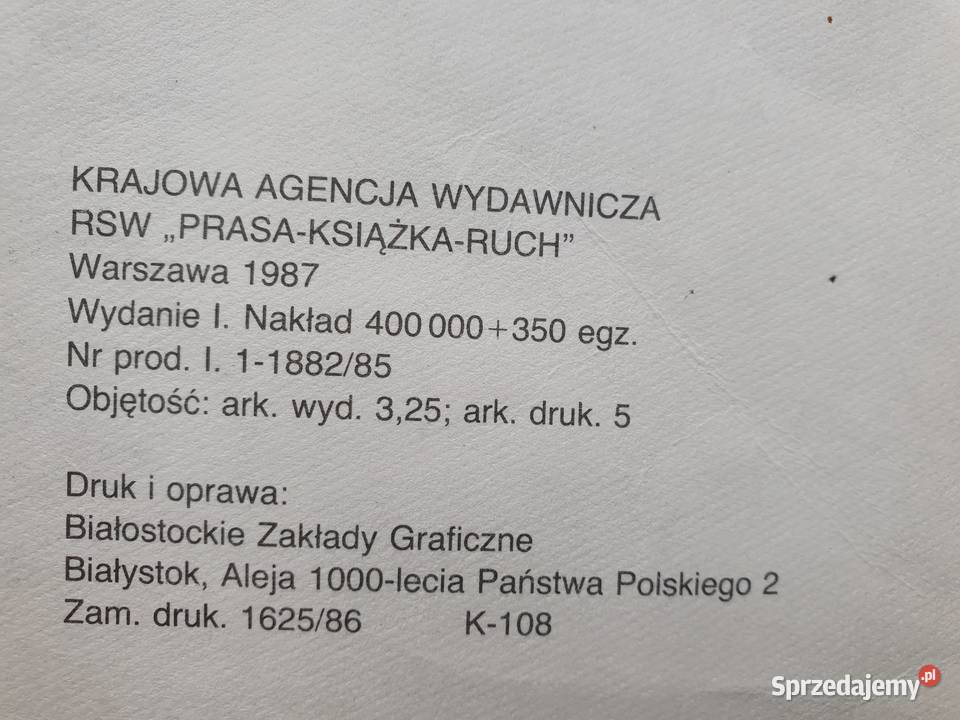 KRAJOWA AGENCJA WYDAWNICZA
RSW „PRASA-KSIĄŻKA-RUCH”
Warszawa 1987
Wydanie I. Nakład 400 000+350 egz.
Nr prod. I. 1-1882/85
Objętość: ark. wyd. 3,25; ark. druk. 5
Druk i oprawa:
Białostockie Zakłady Graficzne
Białystok, Aleja 1000-lecia Państwa Polskiego 2
Zam. druk. 1625/86 K-108
Sprzedajemy.pl